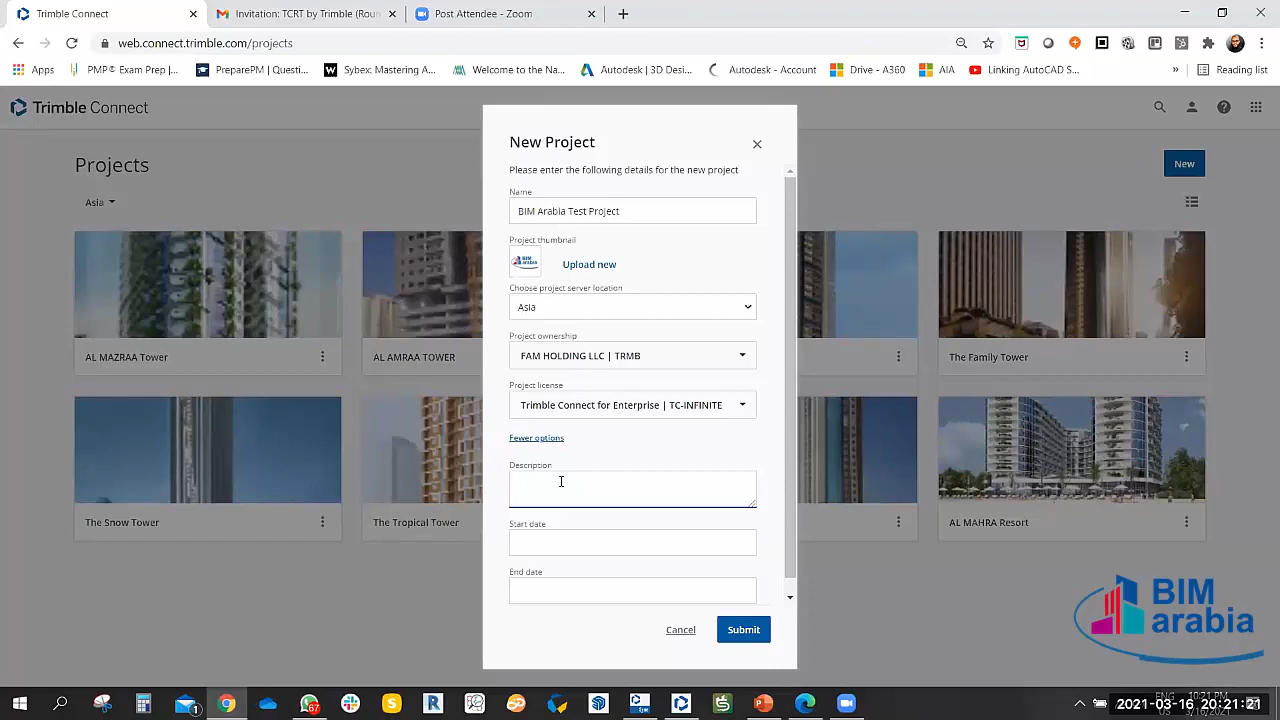 Trimble Connect
Invitation: TCRT by Trimble (Roun
Post Attendee - Zoom
web.connect.trimble.com/projects
Apps
PMP® Exam Prep |...
PreparePM | Questi...
Sybex: Mastering A...
Welcome to the Na...
Autodesk | 3D Desi...
Autodesk - Account
Drive - A360
AIA
Linking AutoCAD S...
»
Reading list
Trimble Connect
Projects
New
Asia
AL MAZRAA Tower
AL AMRAA TOWER
The Family Tower
The Snow Tower
The Tropical Tower
AL MAHRA Resort
New Project
Please enter the following details for the new project
Name
BIM Arabia Test Project
Project thumbnail
BIM arabia
Upload new
Choose project server location
Asia
Project ownership
FAM HOLDING LLC | TRMB
Project license
Trimble Connect for Enterprise | TC-INFINITE
Fewer options
Description
Start date
End date
Cancel
Submit
BIM
arabia
67
1
2021-03-16 20:21:21